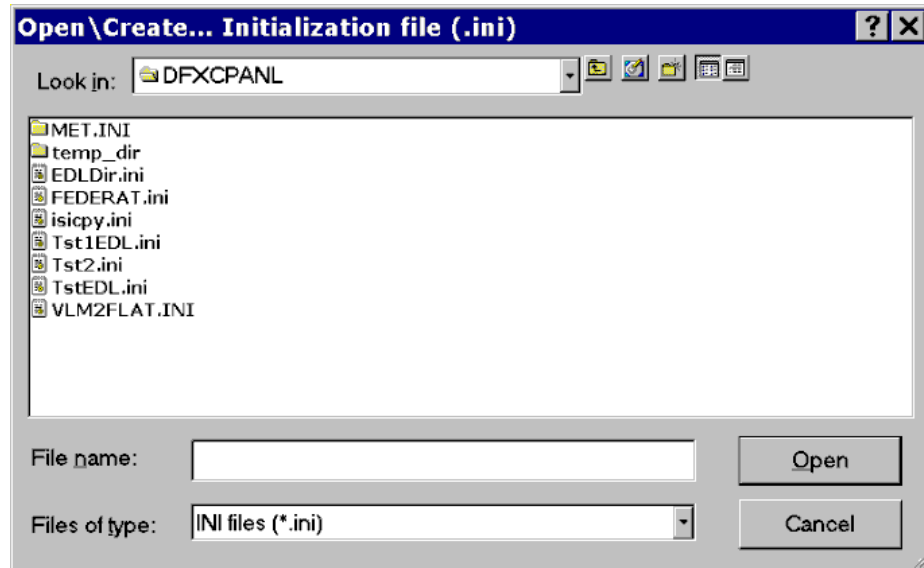 Open\Create... Initialization file (.ini)
Look in: DFXCPANL
MET.INI
temp_dir
EDLDir.ini
FEDERAT.ini
isicpy.ini
Tst1EDL.ini
Tst2.ini
TstEDL.ini
VLM2FLAT.INI
File name: Open
Files of type: INI files (*.ini) Cancel